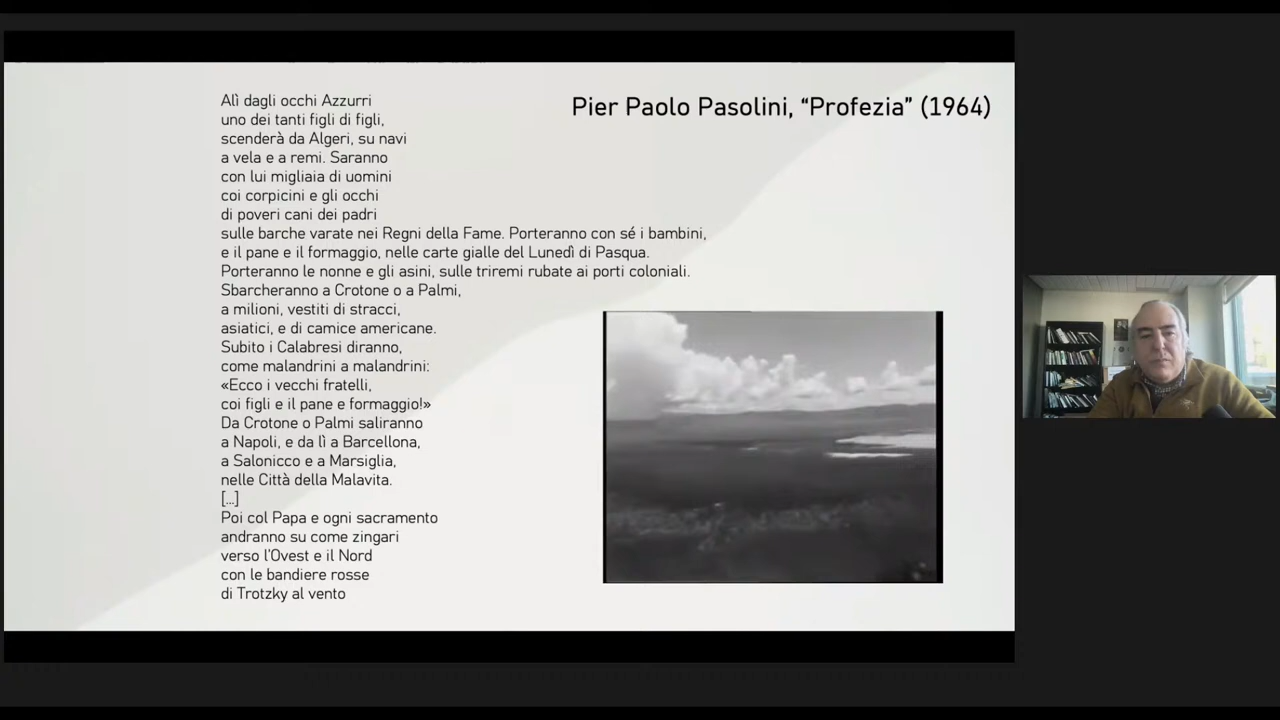 Pier Paolo Pasolini, “Profezia” (1964)
Alì dagli occhi Azzurri
uno dei tanti figli di figli,
scenderà da Algeri, su navi
a vela e a remi. Saranno
con lui migliaia di uomini
coi corpicini e gli occhi
di poveri cani dei padri
sulle barche varate nei Regni della Fame. Porteranno con sé i bambini,
e il pane e il formaggio, nelle carte gialle del Lunedì di Pasqua.
Porteranno le nonne e gli asini, sulle triremi rubate ai porti coloniali.
Sbarcheranno a Crotone o a Palmi,
a milioni, vestiti di stracci,
asiatici, e di camice americane.
Subito i Calabresi diranno,
come malandrini a malandrini:
«Ecco i vecchi fratelli,
coi figli e il pane e formaggio!»
Da Crotone o Palmi saliranno
a Napoli, e da lì a Barcellona,
a Salonicco e a Marsiglia,
nelle Città della Malavita.
[...]
Poi col Papa e ogni sacramento
andranno su come zingari
verso l'Ovest e il Nord
con le bandiere rosse
di Trotzky al vento